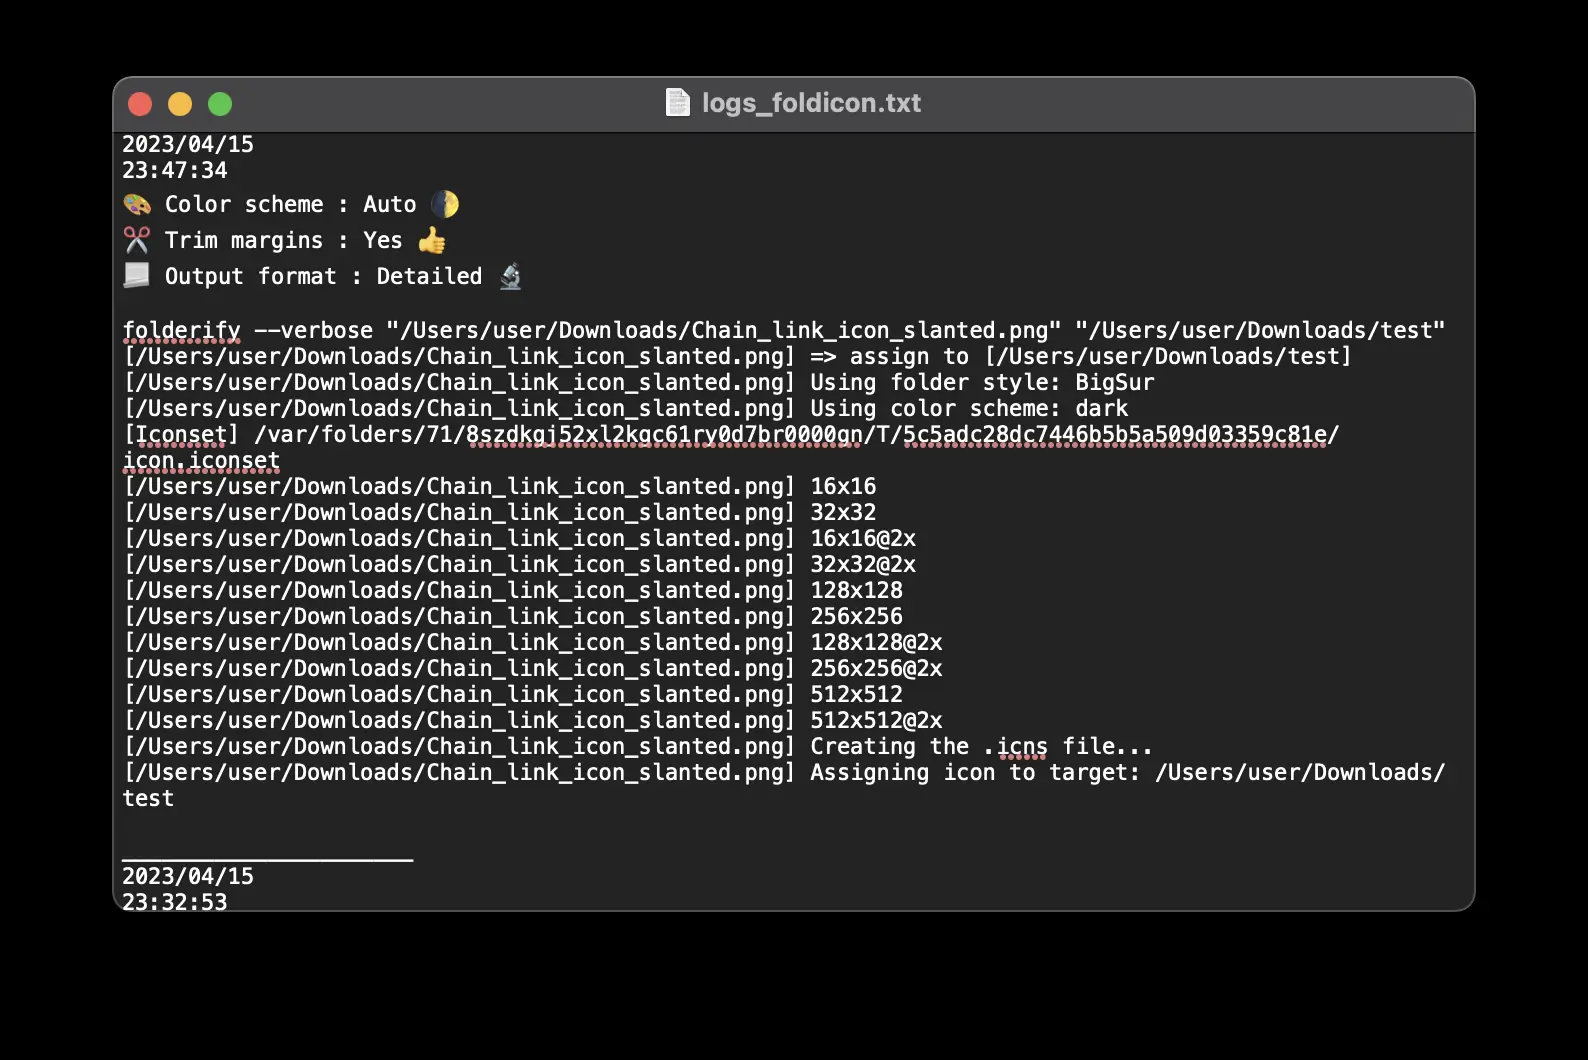 logs_foldicon.txt
2023/04/15
23:47:34
🎨 Color scheme : Auto 🌓
✂️ Trim margins : Yes 👍
📃 Output format : Detailed 🔬
folderify --verbose "/Users/user/Downloads/Chain_link_icon_slanted.png" "/Users/user/Downloads/test"
[/Users/user/Downloads/Chain_link_icon_slanted.png] => assign to [/Users/user/Downloads/test]
[/Users/user/Downloads/Chain_link_icon_slanted.png] Using folder style: BigSur
[/Users/user/Downloads/Chain_link_icon_slanted.png] Using color scheme: dark
[Iconset] /var/folders/71/8szdkgj52xl2kgc61ry0d7br0000gn/T/5c5adc28dc7446b5b5a509d03359c81e/
icon.iconset
[/Users/user/Downloads/Chain_link_icon_slanted.png] 16x16
[/Users/user/Downloads/Chain_link_icon_slanted.png] 32x32
[/Users/user/Downloads/Chain_link_icon_slanted.png] 16x16@2x
[/Users/user/Downloads/Chain_link_icon_slanted.png] 32x32@2x
[/Users/user/Downloads/Chain_link_icon_slanted.png] 128x128
[/Users/user/Downloads/Chain_link_icon_slanted.png] 256x256
[/Users/user/Downloads/Chain_link_icon_slanted.png] 128x128@2x
[/Users/user/Downloads/Chain_link_icon_slanted.png] 256x256@2x
[/Users/user/Downloads/Chain_link_icon_slanted.png] 512x512
[/Users/user/Downloads/Chain_link_icon_slanted.png] 512x512@2x
[/Users/user/Downloads/Chain_link_icon_slanted.png] Creating the .icns file...
[/Users/user/Downloads/Chain_link_icon_slanted.png] Assigning icon to target: /Users/user/Downloads/
test
______________________
2023/04/15
23:32:53